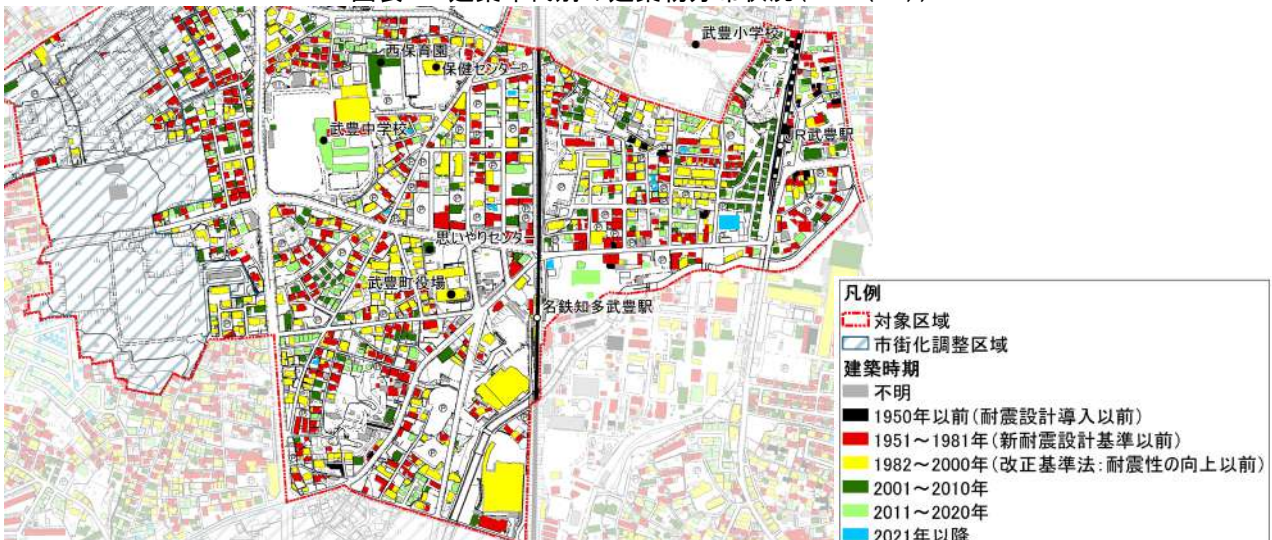 武豊小学校
西保育園
保健センター
武豊中学校
JR武豊駅
思いやりセンター
武豊町役場
名鉄知多武豊駅
凡例
対象区域
市街化調整区域
建築時期
不明
1950年以前(耐震設計導入以前)
1951~1981年(新耐震設計基準以前)
1982~2000年(改正基準法:耐震性の向上以前)
2001~2010年
2011~2020年
2021年以降